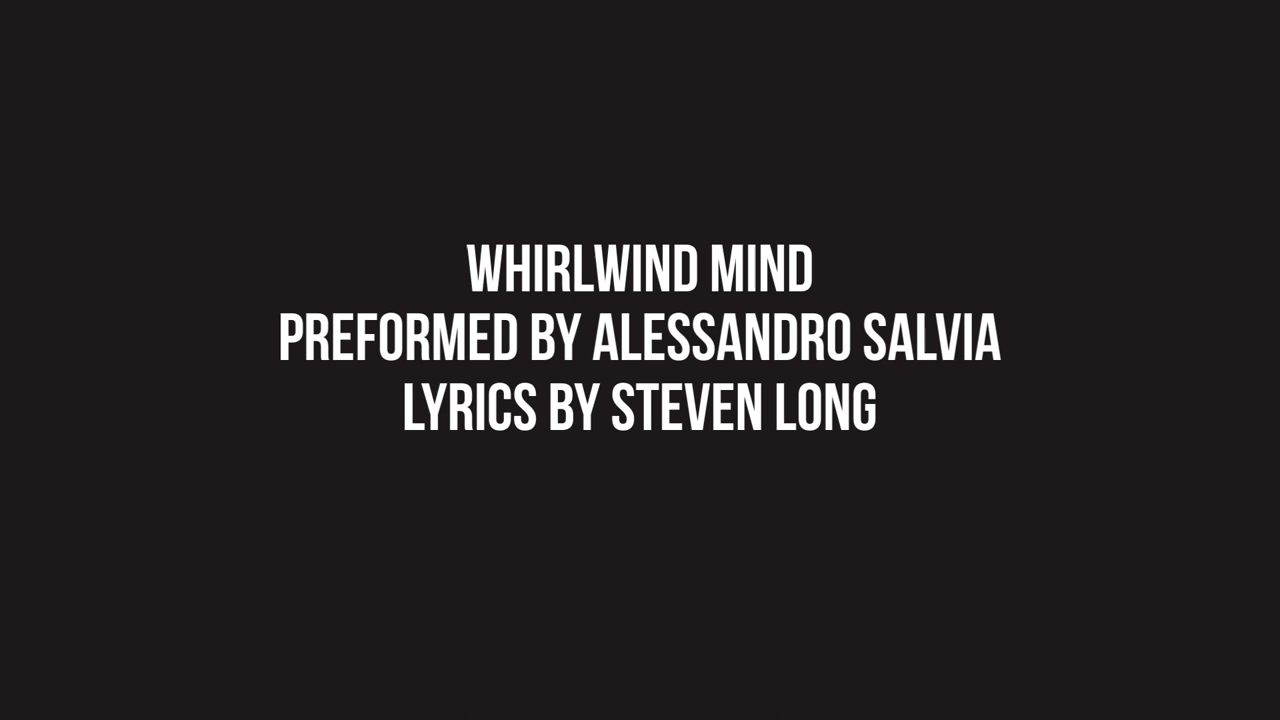 WHIRLWIND MIND
PREFORMED BY ALESSANDRO SALVIA
LYRICS BY STEVEN LONG